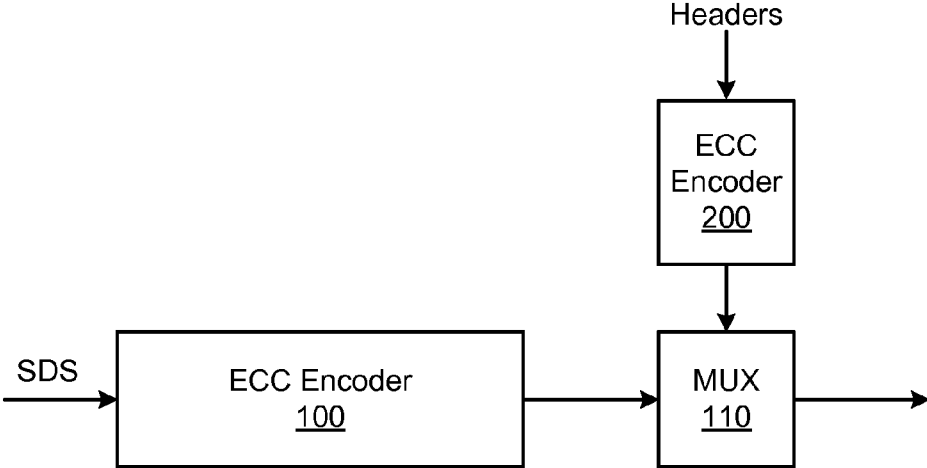 Headers
ECC
Encoder
200
SDS
ECC Encoder
100
MUX
110